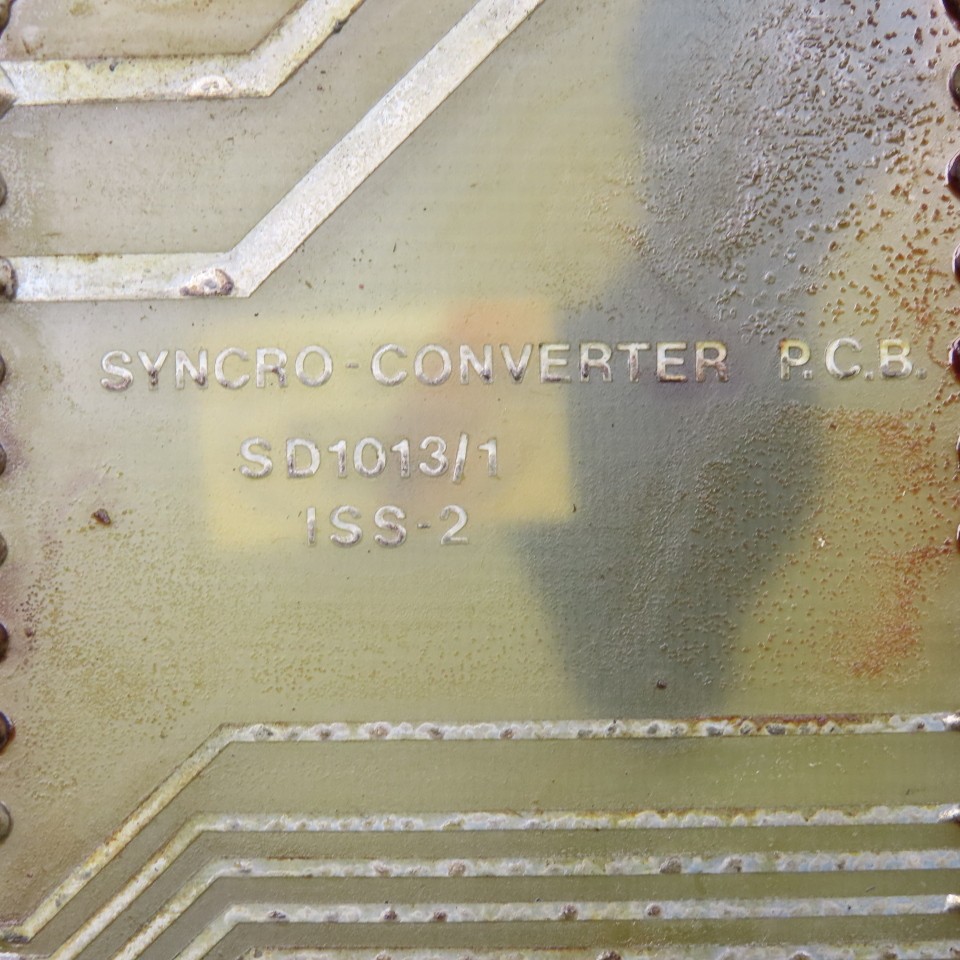 SYNCRO-CONVERTER P.C.B.
SD1013/1
ISS-2